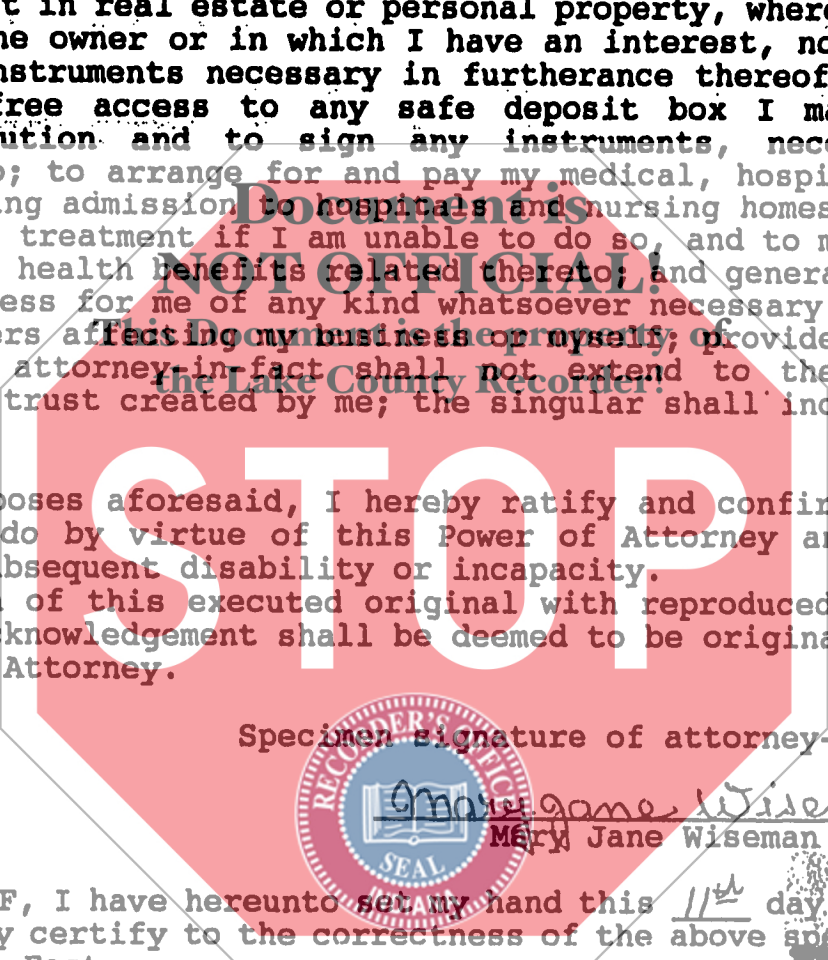 t in real estate or personal property, where
ne owner or in which I have an interest, no
nstruments necessary in furtherance thereof
free access to any safe deposit box I ma
ution and to sign any instruments, nece
o; to arrange for and pay my medical, hospi
ng admission to hospitals and nursing homes
Document is
treatment if I am unable to do so, and to m
NOT OFFICIAL!
health benefits related thereto; and genera
ess for me of any kind whatsoever necessary
ers affecting my business or myself; provide
This Document is the property of
attorney-in-fact shall not extend to the
the Lake County Recorder!
trust created by me; the singular shall inc
STOP
poses aforesaid, I hereby ratify and confir
do by virtue of this Power of Attorney an
bsequent disability or incapacity.
of this executed original with reproduced
knowledgement shall be deemed to be origina
Attorney.
Specimen signature of attorney-
RECORDER'S OFFICE
SEAL
INDIANA
Mary Jane Wise
Mary Jane Wiseman
F, I have hereunto set my hand this 11th day
y certify to the correctness of the above spe